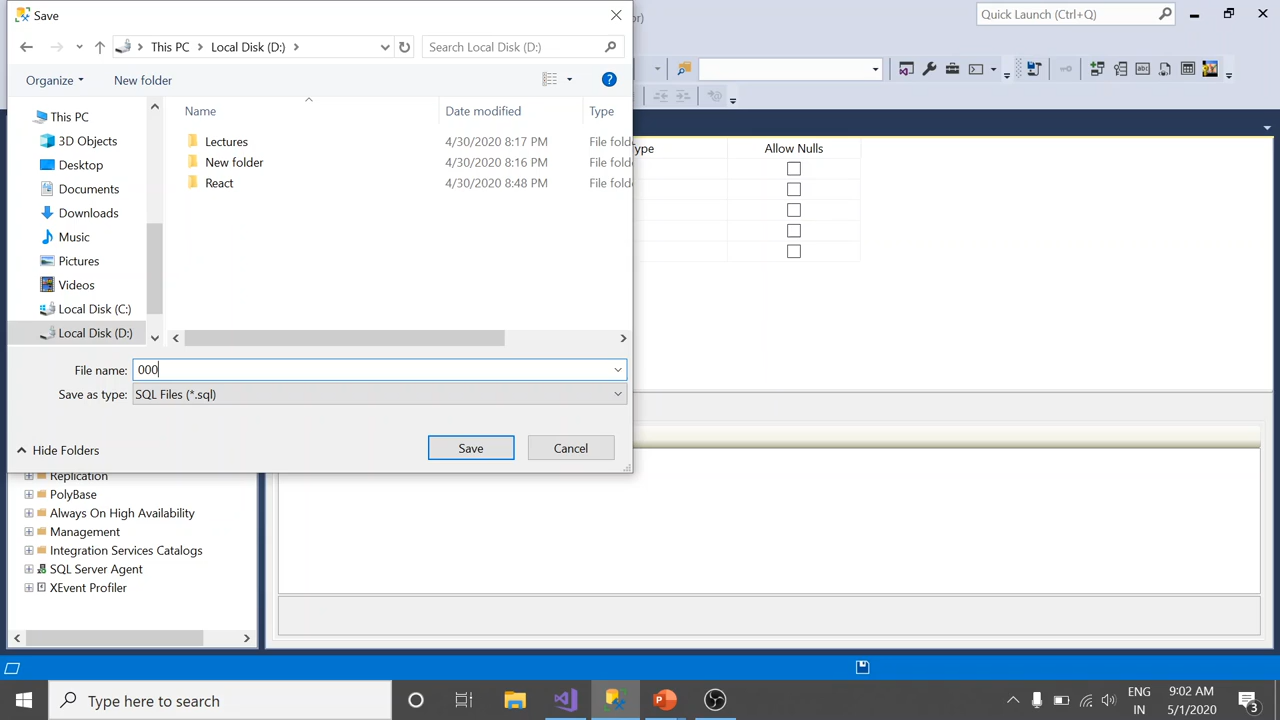 Save
or)
Quick Launch (Ctrl+Q)
This PC
Local Disk (D:)
Search Local Disk (D:)
Organize
New folder
Name
Date modified
Type
Lectures
4/30/2020 8:17 PM
File fold
New folder
4/30/2020 8:16 PM
File fold
React
4/30/2020 8:48 PM
File fold
This PC
3D Objects
Desktop
Documents
Downloads
Music
Pictures
Videos
Local Disk (C:)
Local Disk (D:)
File name: 000
Save as type: SQL Files (*.sql)
Hide Folders
Save
Cancel
ype
Allow Nulls
Replication
PolyBase
Always On High Availability
Management
Integration Services Catalogs
SQL Server Agent
XEvent Profiler
Type here to search
ENG
IN
9:02 AM
5/1/2020
3